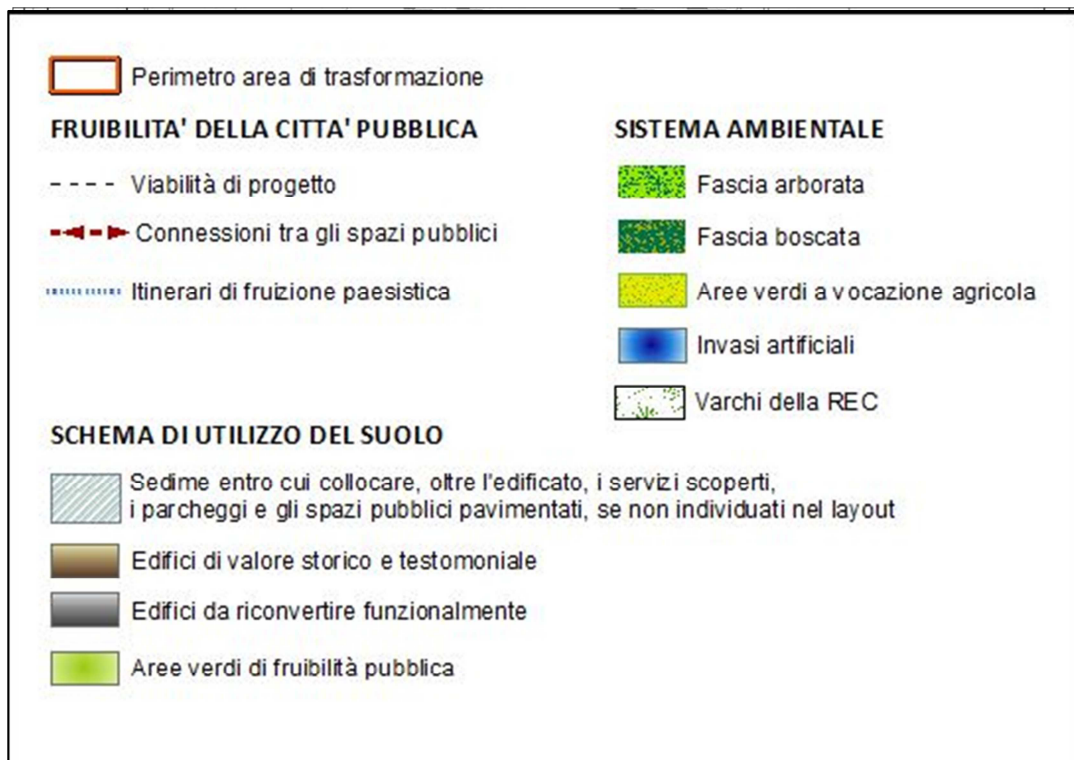 Perimetro area di trasformazione
FRUIBILITA' DELLA CITTA' PUBBLICA
Viabilità di progetto
Connessioni tra gli spazi pubblici
Itinerari di fruizione paesistica
SISTEMA AMBIENTALE
Fascia arborata
Fascia boscata
Aree verdi a vocazione agricola
Invasi artificiali
Varchi della REC
SCHEMA DI UTILIZZO DEL SUOLO
Sedime entro cui collocare, oltre l'edificato, i servizi scoperti,
i parcheggi e gli spazi pubblici pavimentati, se non individuati nel layout
Edifici di valore storico e testimoniale
Edifici da riconvertire funzionalmente
Aree verdi di fruibilità pubblica